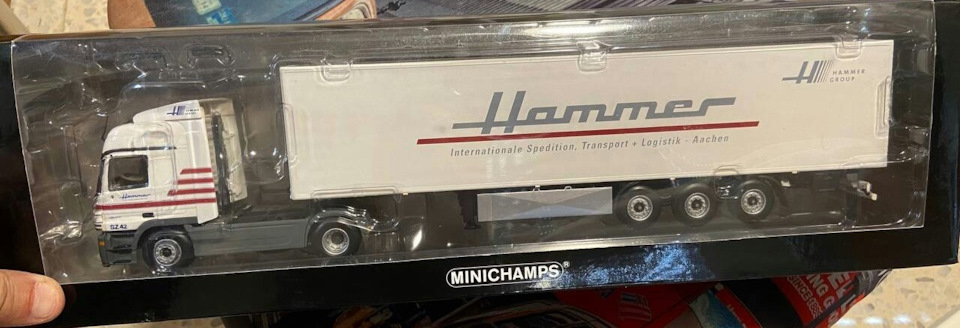 HAMMER
GROUP
Hammer
Internationale Spedition, Transport + Logistik - Aachen
Hammer
SZ 42
MINICHAMPS®